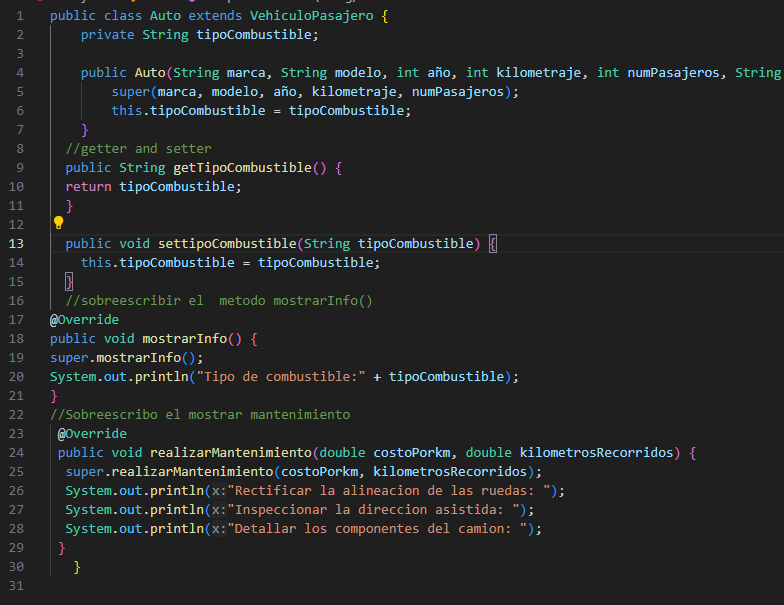 1 public class Auto extends VehiculoPasajero {
2 private String tipoCombustible;
3
4 public Auto(String marca, String modelo, int año, int kilometraje, int numPasajeros, String
5 super(marca, modelo, año, kilometraje, numPasajeros);
6 this.tipoCombustible = tipoCombustible;
7 }
8 //getter and setter
9 public String getTipoCombustible() {
10 return tipoCombustible;
11 }
12
13 public void settipoCombustible(String tipoCombustible) {
14 this.tipoCombustible = tipoCombustible;
15 }
16 //sobreescribir el  metodo mostrarInfo()
17 @Override
18 public void mostrarInfo() {
19 super.mostrarInfo();
20 System.out.println("Tipo de combustible:" + tipoCombustible);
21 }
22 //Sobreescribo el mostrar mantenimiento
23 @Override
24 public void realizarMantenimiento(double costoPorkm, double kilometrosRecorridos) {
25 super.realizarMantenimiento(costoPorkm, kilometrosRecorridos);
26 System.out.println(x:"Rectificar la alineacion de las ruedas: ");
27 System.out.println(x:"Inspeccionar la direccion asistida: ");
28 System.out.println(x:"Detallar los componentes del camion: ");
29 }
30 }
31